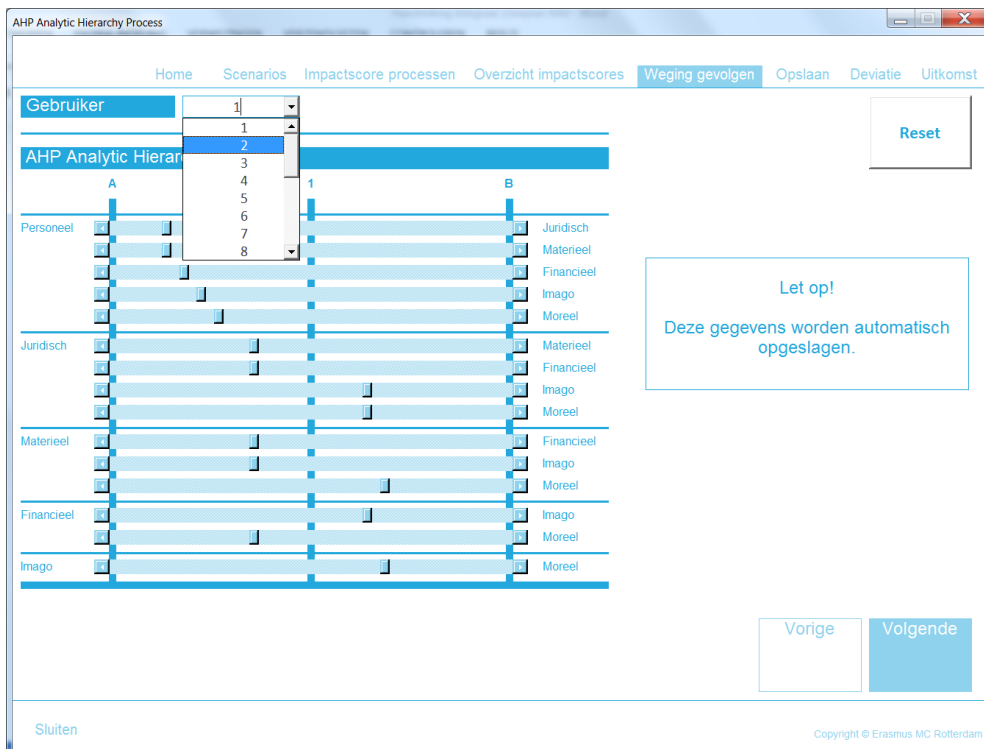 AHP Analytic Hierarchy Process
Home Scenarios Impactscore processen Overzicht impactscores Weging gevolgen Opslaan Deviatie Uitkomst
Gebruiker 1
Reset
1
2
3
4
5
6
7
8
AHP Analytic Hierar
A 1 B
Personeel Juridisch
Materieel
Financieel
Imago
Moreel
Juridisch Materieel
Financieel
Imago
Moreel
Materieel Financieel
Imago
Moreel
Financieel Imago
Moreel
Imago Moreel
Let op!
Deze gegevens worden automatisch
opgeslagen.
Vorige Volgende
Sluiten
Copyright © Erasmus MC Rotterdam